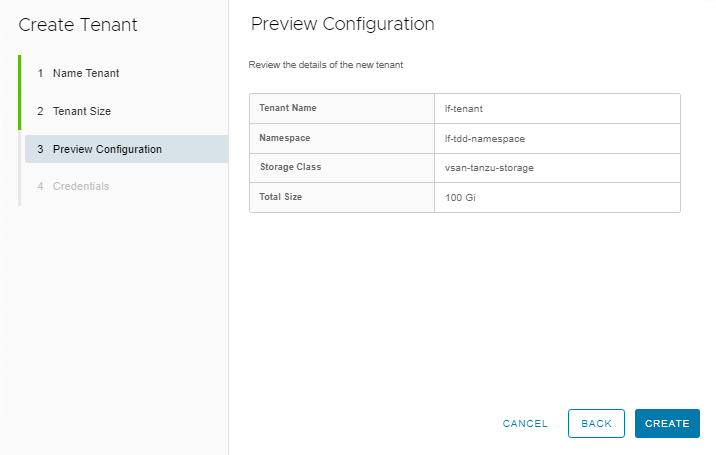 Create Tenant
1 Name Tenant
2 Tenant Size
3 Preview Configuration
4 Credentials
Preview Configuration
Review the details of the new tenant
Tenant Name lf-tenant
Namespace lf-tdd-namespace
Storage Class vsan-tanzu-storage
Total Size 100 Gi
CANCEL BACK CREATE